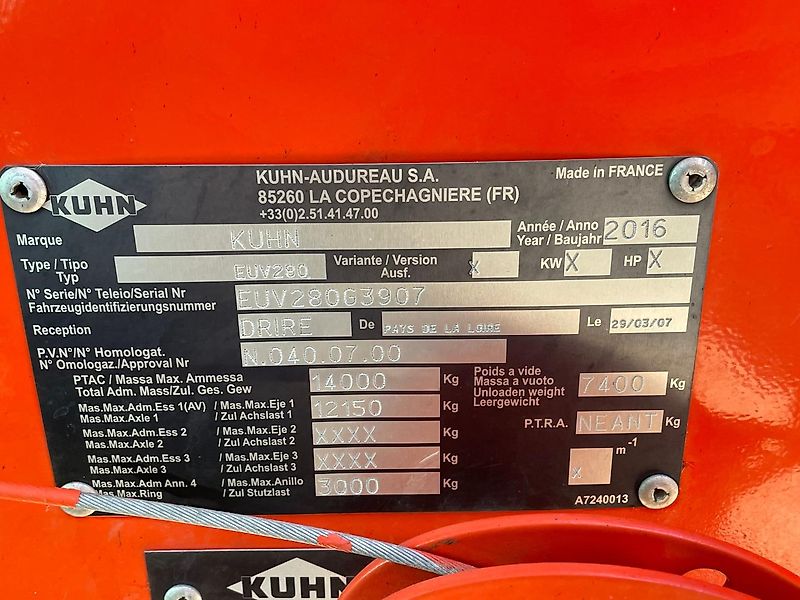 KUHN
KUHN-AUDUREAU S.A.
85260 LA COPECHAGNIERE (FR)
+33(0)2.51.41.47.00
Made in FRANCE
Marque KUHN Année / Anno 2016
Year / Baujahr
Type / Tipo EUV280 Variante / Version X KW X HP X
Typ Ausf.
N° Serie/N° Teleio/Serial Nr EUV280G3907
Fahrzeugidentifizierungsnummer
Reception DRIRE De PAYS DE LA LOIRE Le 29/03/07
P.V.N°/N° Homologat. N.040.07.00
N° Omologaz./Approval Nr
PTAC / Massa Max. Ammessa 14000 Kg
Total Adm. Mass/Zul. Ges. Gew
Poids a vide
Massa a vuoto 7400 Kg
Unloaden weight
Leergewicht
Mas.Max.Adm.Ess 1(AV) / Mas.Max.Eje 1 12150 Kg
Mas.Max.Axle 1 / Zul Achslast 1
P.T.R.A. NEANT Kg
Mas.Max.Adm.Ess 2 / Mas.Max.Eje 2 XXXX Kg
Mas.Max.Axle 2 / Zul Achslast 2
Mas.Max.Adm.Ess 3 / Mas.Max.Eje 3 XXXX Kg
Mas.Max.Axle 3 / Zul Achslast 3
X m-1
Mas.Max.Adm Ann. 4 / Mas.Max.Anillo 3000 Kg
Mas.Max.Ring / Zul Stutzlast
A7240013
KUHN